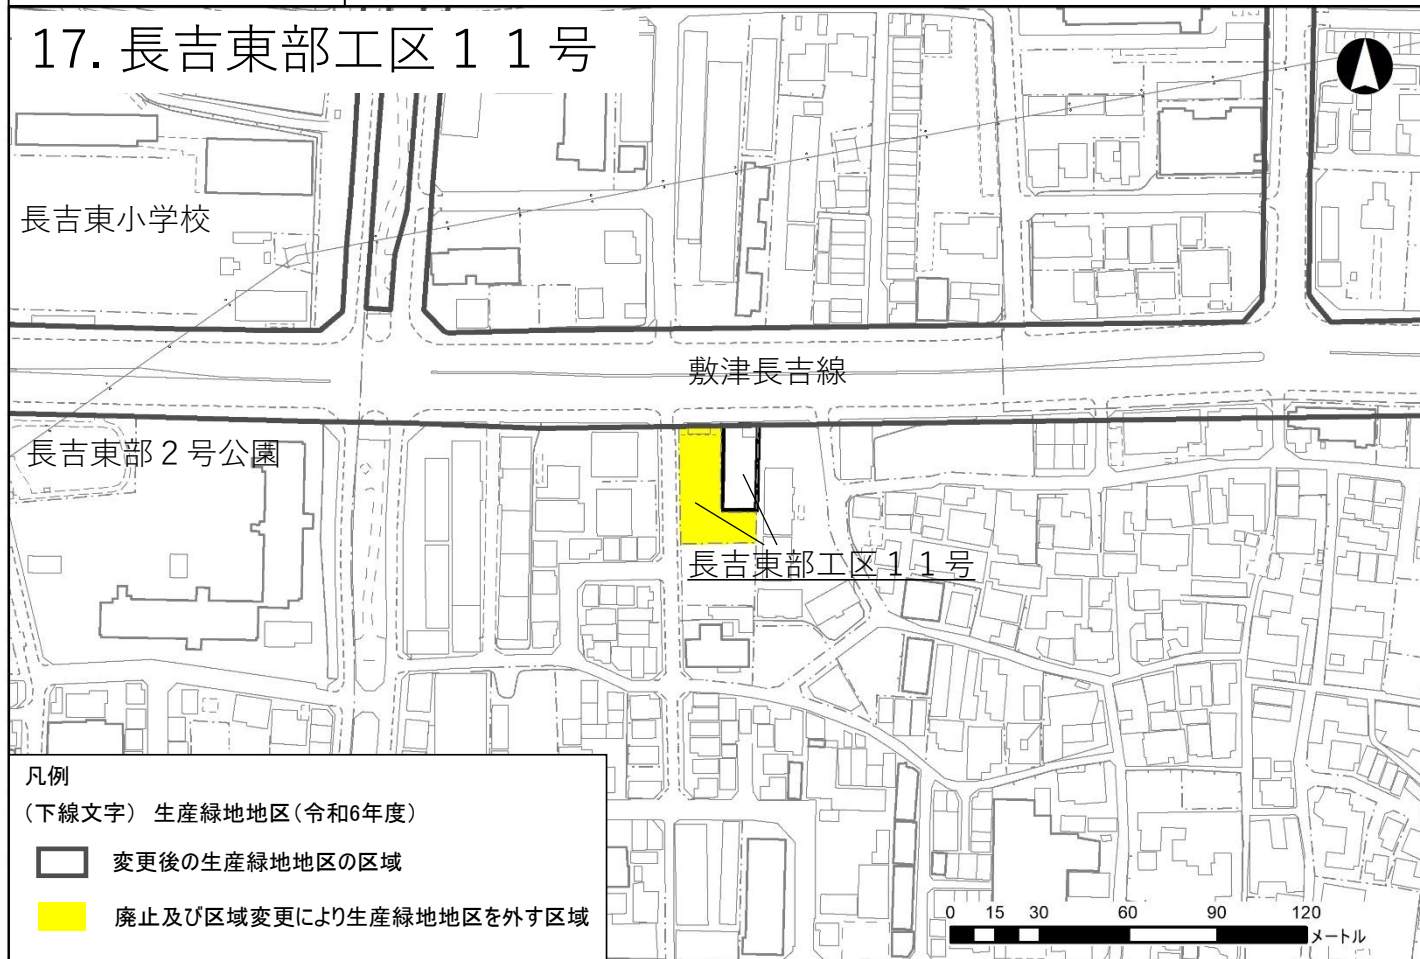 17. 長吉東部工区１１号
長吉東小学校
敷津長吉線
長吉東部２号公園
長吉東部工区１１号
凡例
（下線文字） 生産緑地地区（令和6年度）
変更後の生産緑地地区の区域
廃止及び区域変更により生産緑地地区を外す区域
0 15 30 60 90 120
メートル